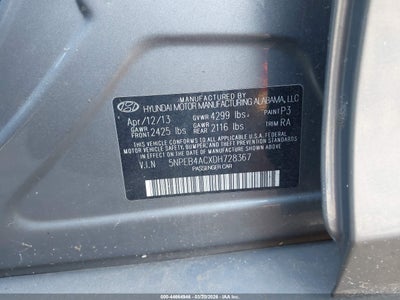 MANUFACTURED BY
HYUNDAI MOTOR MANUFACTURING ALABAMA, LLC
Apr/12/13 GVWR 4299 lbs. PAINT P3
GAWR FRONT 2425 lbs GAWR REAR 2116 lbs TRIM RA
THIS VEHICLE CONFORMS TO ALL APPLICABLE
U.S. FEDERAL MOTOR VEHICLE SAFETY
BUMPER, AND THEFT PREVENTION STANDARDS
IN EFFECT ON THE DATE OF MANUFACTURE
SHOWN ABOVE.
V.I.N 5NPEB4ACXDH728367
PASSENGER CAR